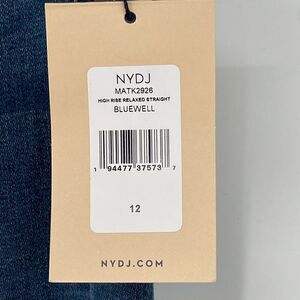 NYDJ
MATK2926
HIGH RISE RELAXED STRAIGHT
BLUEWELL
1 94477 37573 7
12
NYDJ.COM